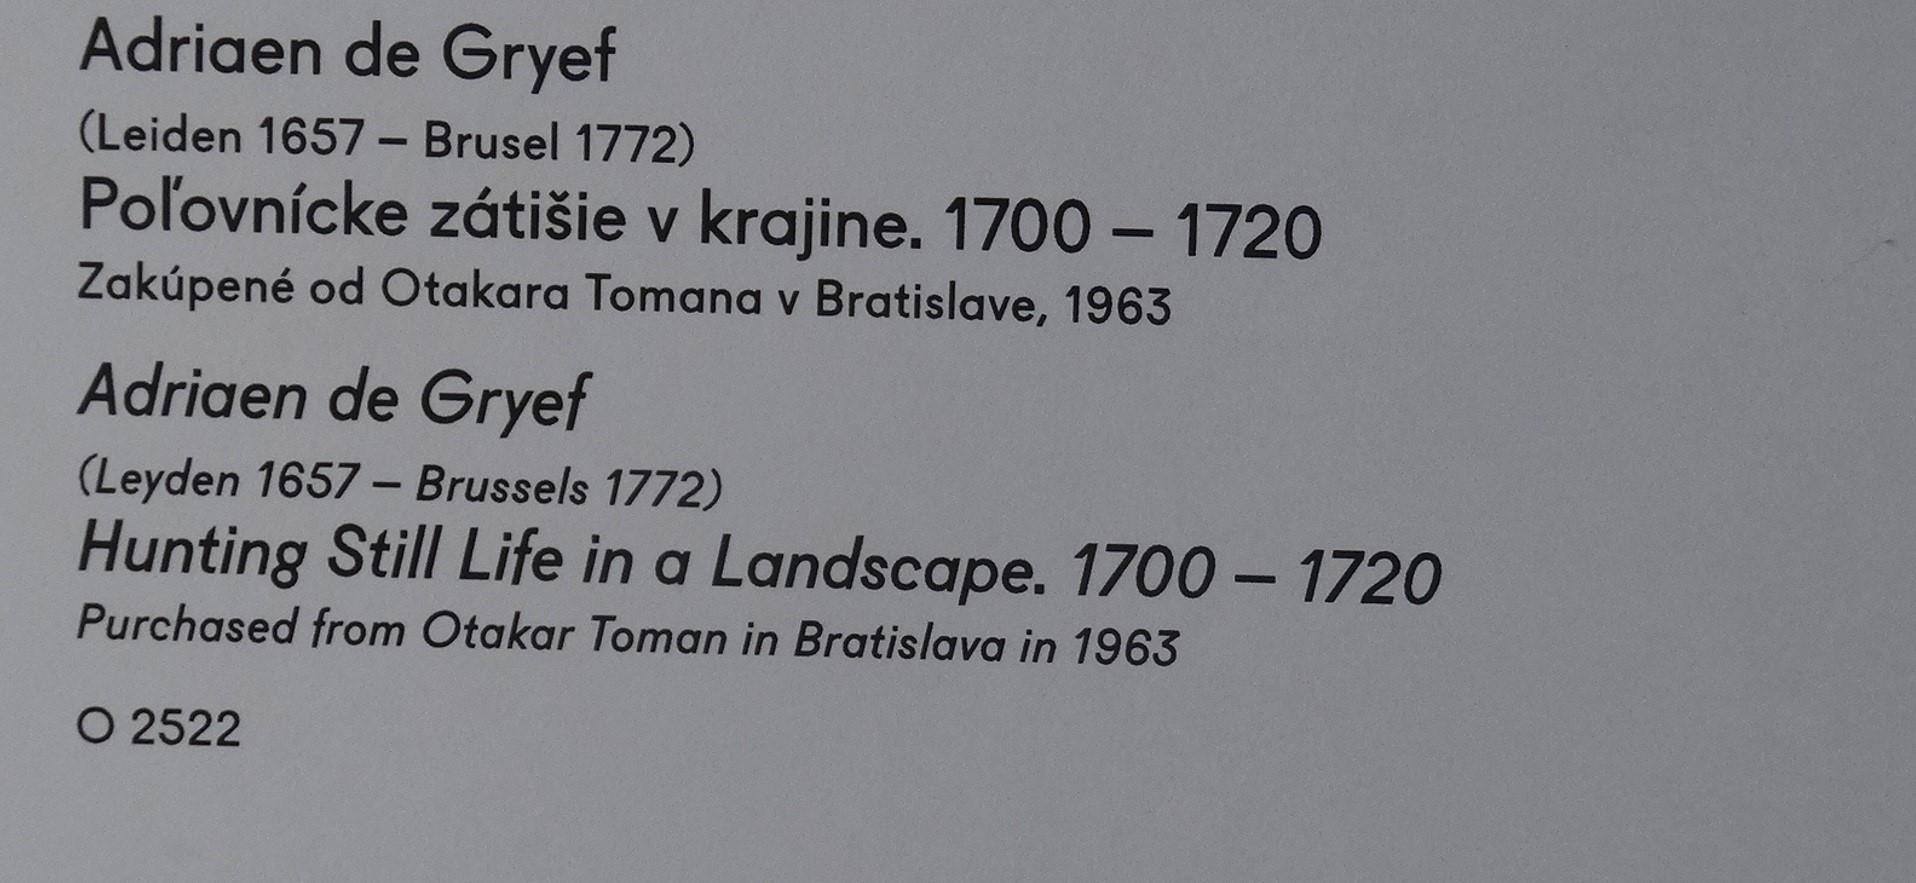 Adriaen de Gryef
(Leiden 1657 – Brusel 1772)
Poľovnícke zátišie v krajine. 1700 – 1720
Zakúpené od Otakara Tomana v Bratislave, 1963
Adriaen de Gryef
(Leyden 1657 – Brussels 1772)
Hunting Still Life in a Landscape. 1700 – 1720
Purchased from Otakar Toman in Bratislava in 1963
O 2522